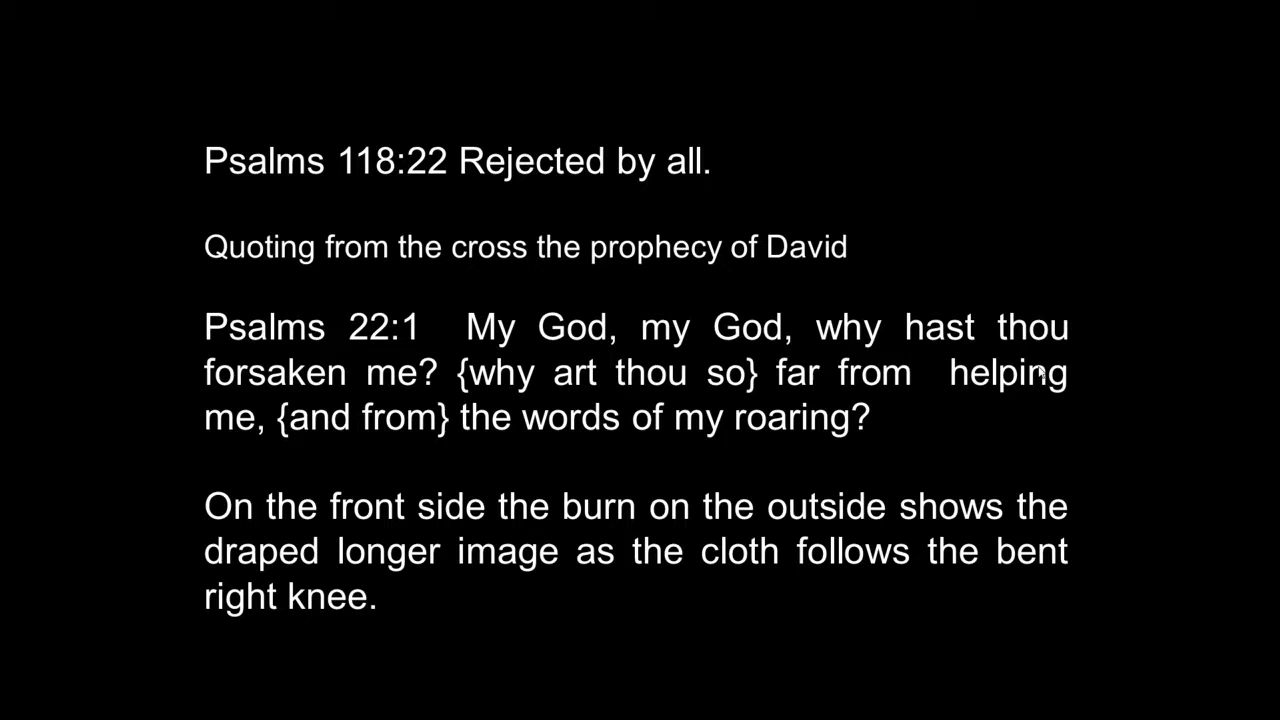 Psalms 118:22 Rejected by all.
Quoting from the cross the prophecy of David
Psalms 22:1 My God, my God, why hast thou
forsaken me? {why art thou so} far from helping
me, {and from} the words of my roaring?
On the front side the burn on the outside shows the
draped longer image as the cloth follows the bent
right knee.